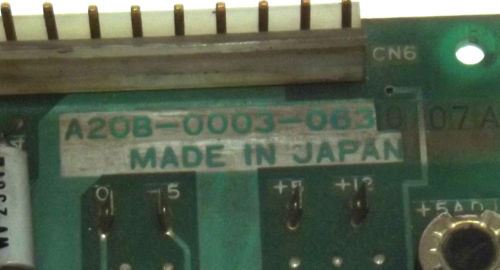 CN6
A20B-0003-0630 07A
MADE IN JAPAN
0 -5 +5 +12
+5ADJ